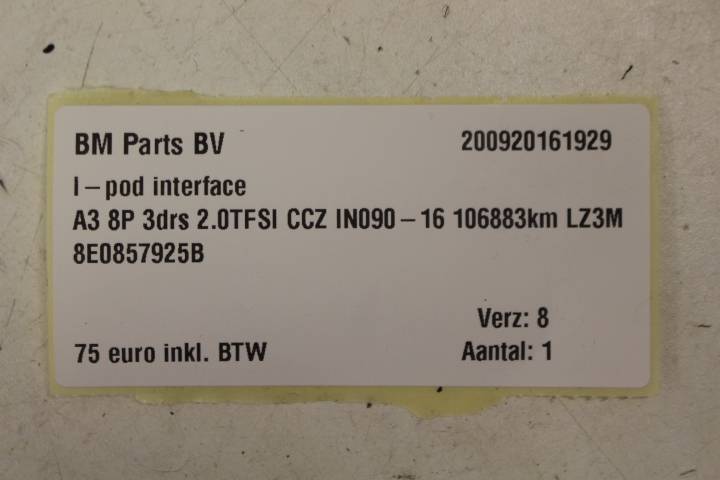 BM Parts BV 200920161929
I-pod interface
A3 8P 3drs 2.0TFSI CCZ IN090-16 106883km LZ3M
8E0857925B
Verz: 8
75 euro inkl. BTW Aantal: 1